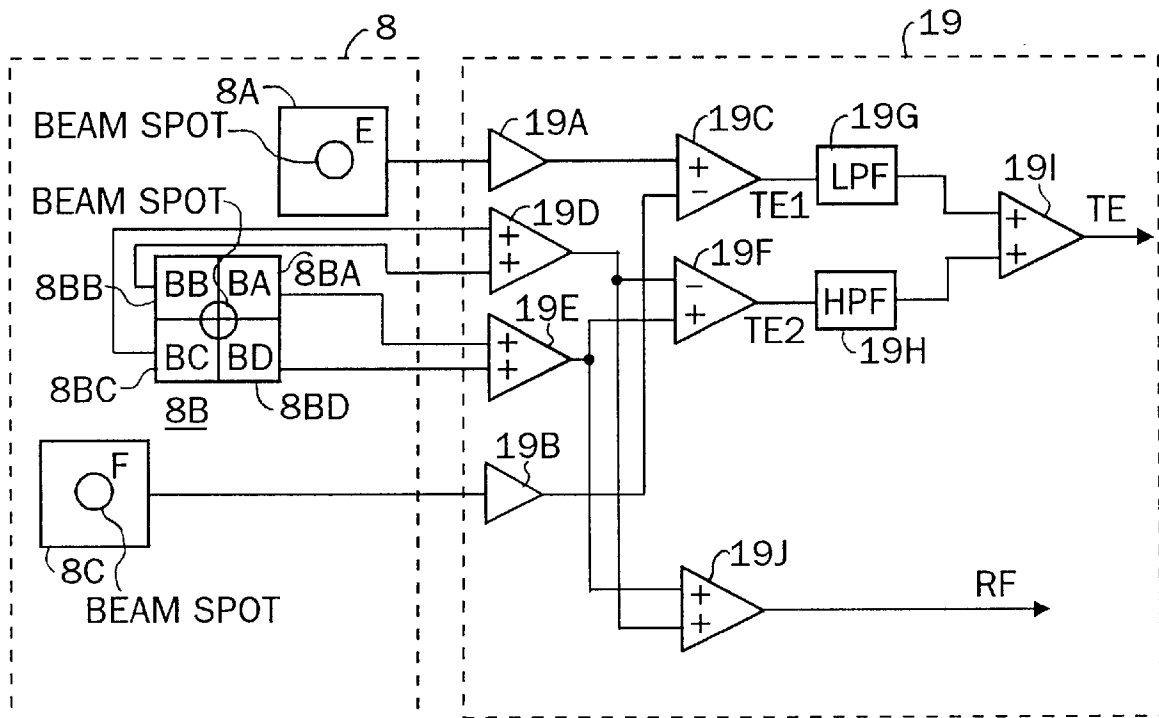 8
19
8A
BEAM SPOT
E
19A
19C
19G
+
−
LPF
19I
TE1
TE
BEAM SPOT
19D
+
+
+
+
19F
8BB
BB
BA
8BA
−
+
HPF
TE2
19H
19E
+
+
BC
BD
8BC
8B
8BD
F
19B
8C
BEAM SPOT
19J
+
+
RF